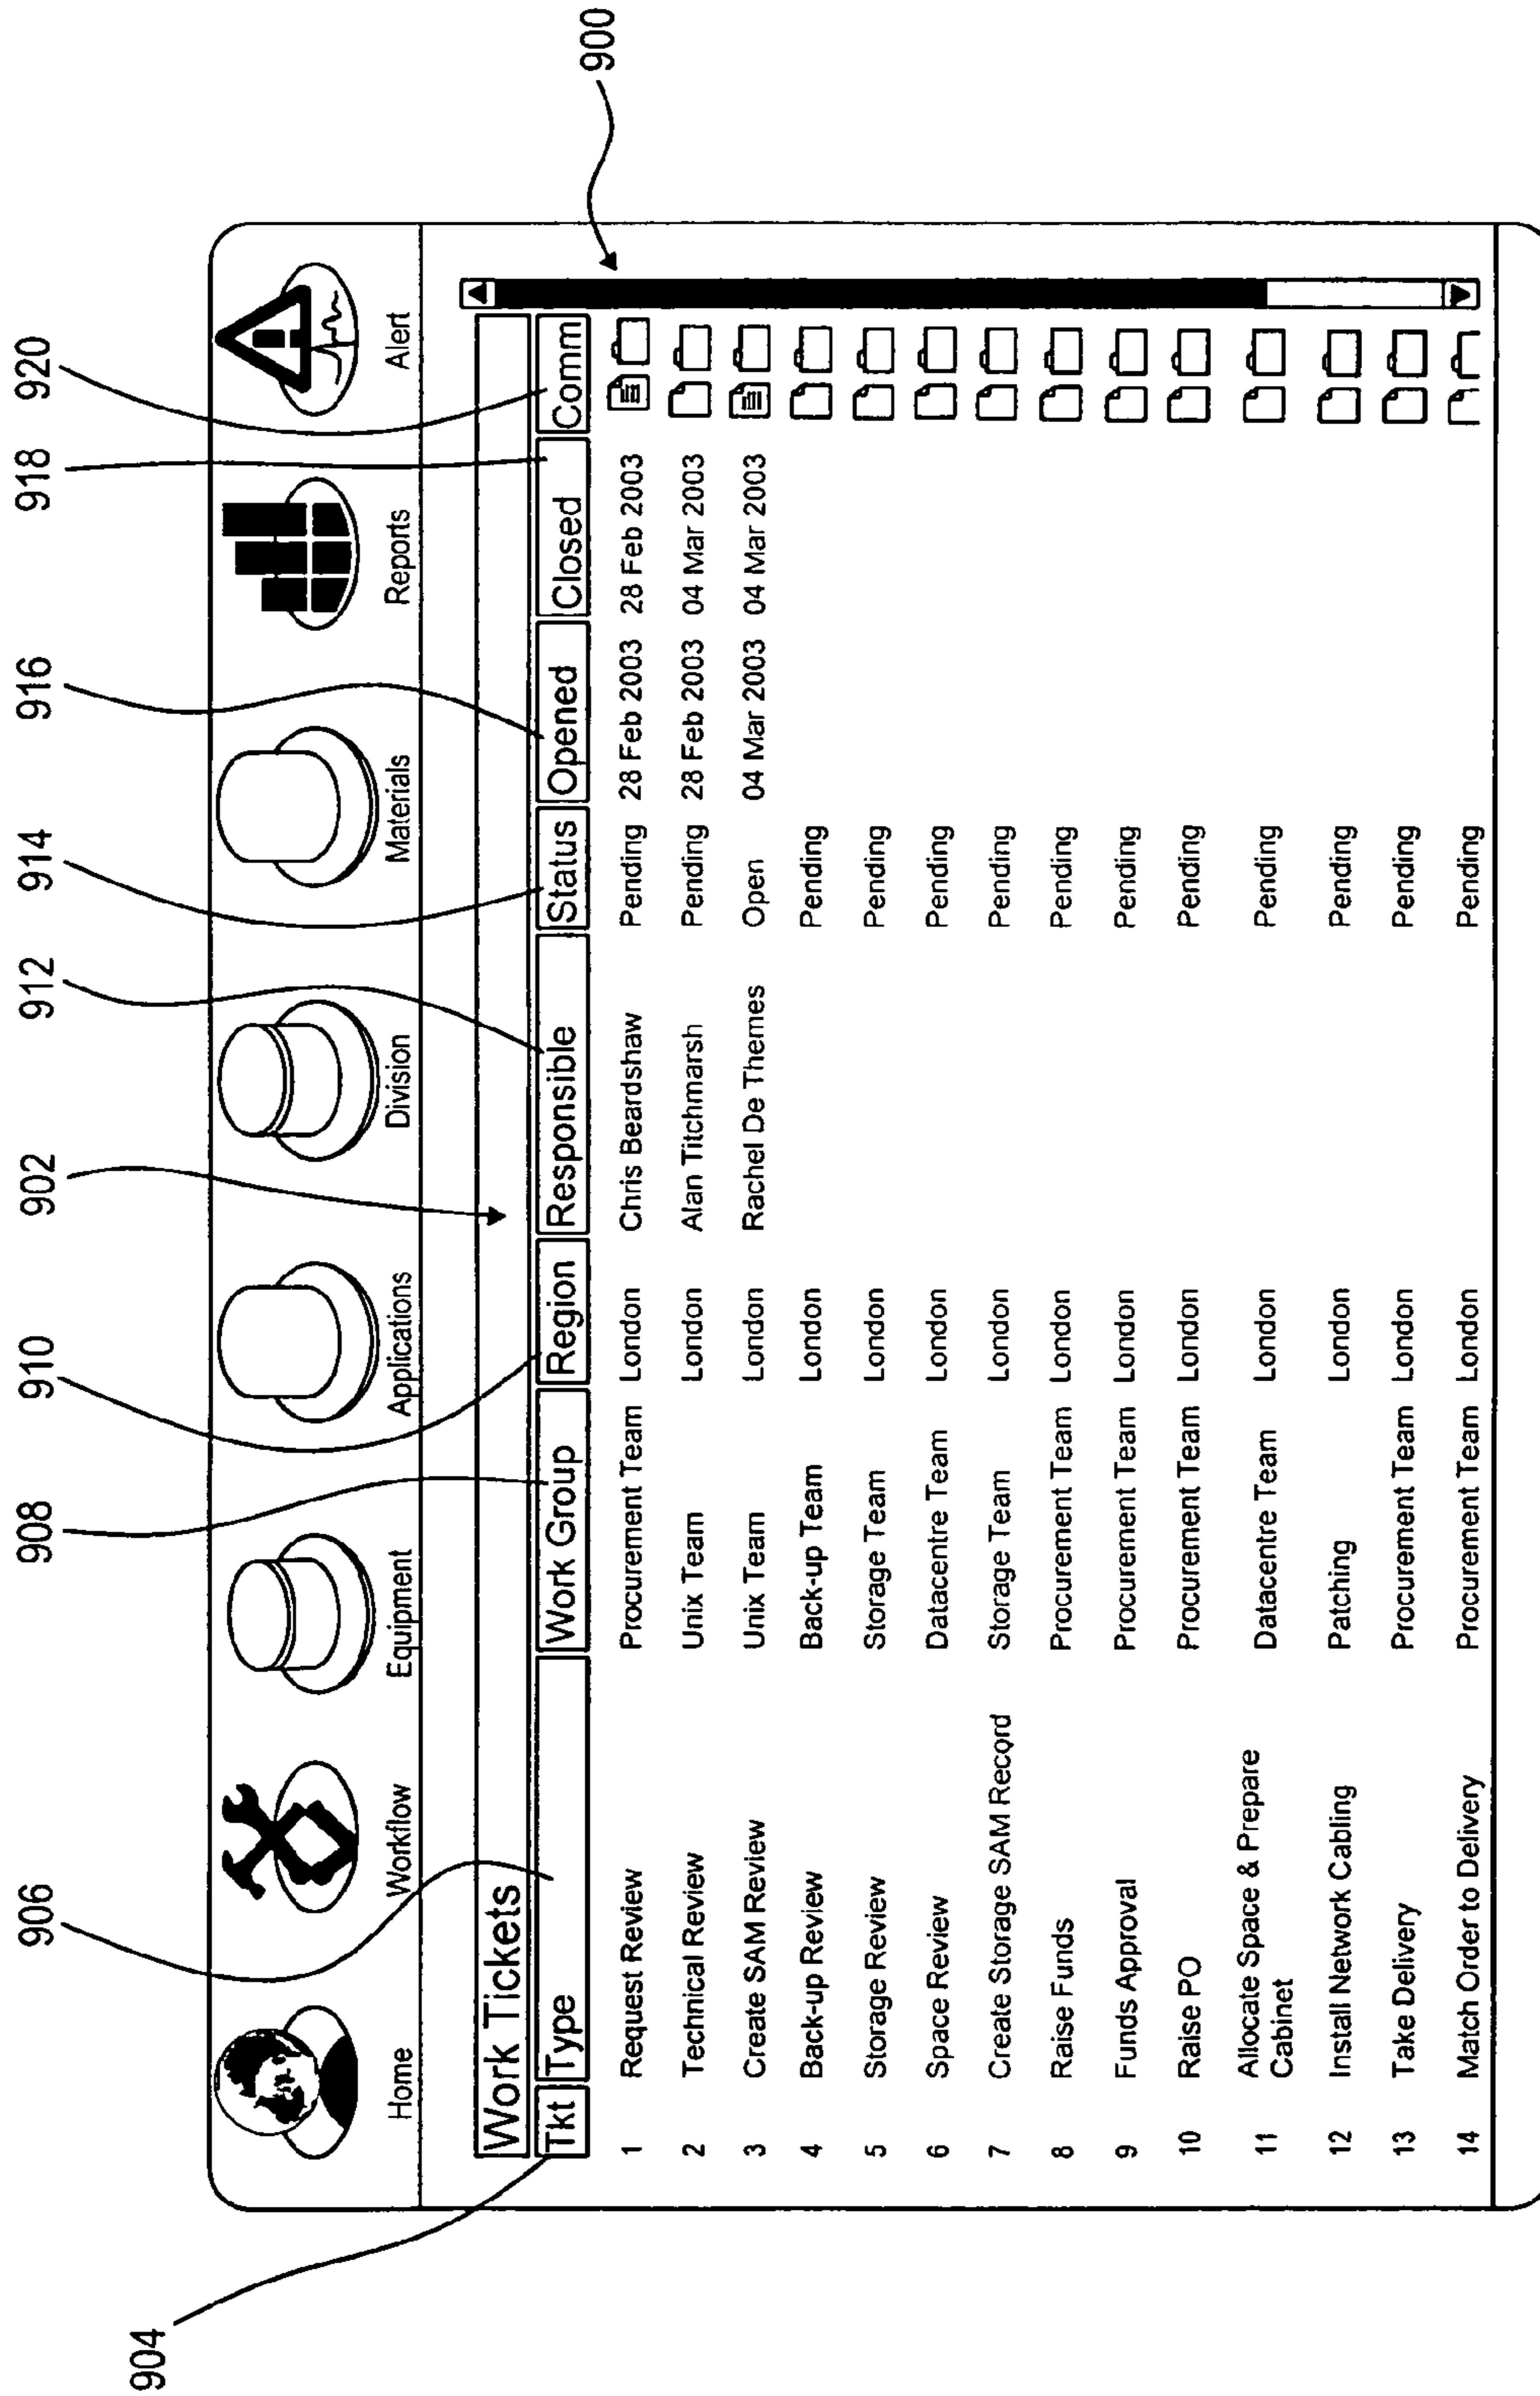 904
906
908
910
902
912
914
916
918
920
900
Home Workflow Equipment Applications Division Materials Reports Alert
Work Tickets
Tkt Type Work Group Region Responsible Status Opened Closed Comm
1 Request Review Procurement Team London Chris Beardshaw Pending 28 Feb 2003 28 Feb 2003
2 Technical Review Unix Team London Alan Titchmarsh Pending 28 Feb 2003 04 Mar 2003
3 Create SAM Review Unix Team London Rachel De Themes Open 04 Mar 2003 04 Mar 2003
4 Back-up Review Back-up Team London Pending
5 Storage Review Storage Team London Pending
6 Space Review Datacentre Team London Pending
7 Create Storage SAM Record Storage Team London Pending
8 Raise Funds Procurement Team London Pending
9 Funds Approval Procurement Team London Pending
10 Raise PO Procurement Team London Pending
11 Allocate Space & Prepare Datacentre Team London Pending
Cabinet
12 Install Network Cabling Patching London Pending
13 Take Delivery Procurement Team London Pending
14 Match Order to Delivery Procurement Team London Pending